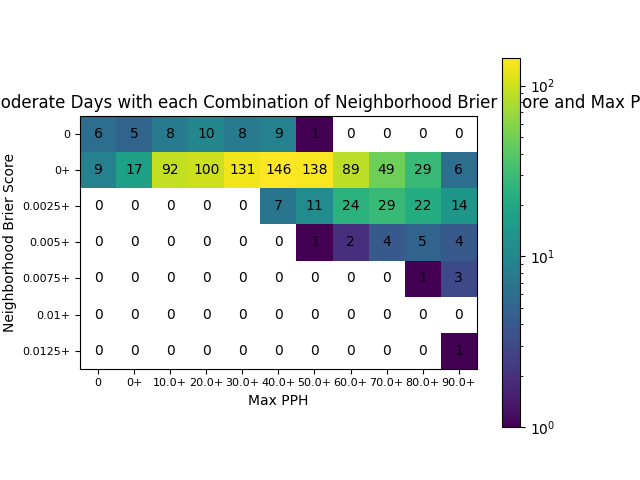 oderate Days with each Combination of Neighborhood Brier Score and Max P
Neighborhood Brier Score
0 6 5 8 10 8 9 1 0 0 0 0
0+ 9 17 92 100 131 146 138 89 49 29 6
0.0025+ 0 0 0 0 0 7 11 24 29 22 14
0.005+ 0 0 0 0 0 0 1 2 4 5 4
0.0075+ 0 0 0 0 0 0 0 0 0 1 3
0.01+ 0 0 0 0 0 0 0 0 0 0 0
0.0125+ 0 0 0 0 0 0 0 0 0 0 1
0 0+ 10.0+ 20.0+ 30.0+ 40.0+ 50.0+ 60.0+ 70.0+ 80.0+ 90.0+
Max PPH
10²
10¹
10⁰